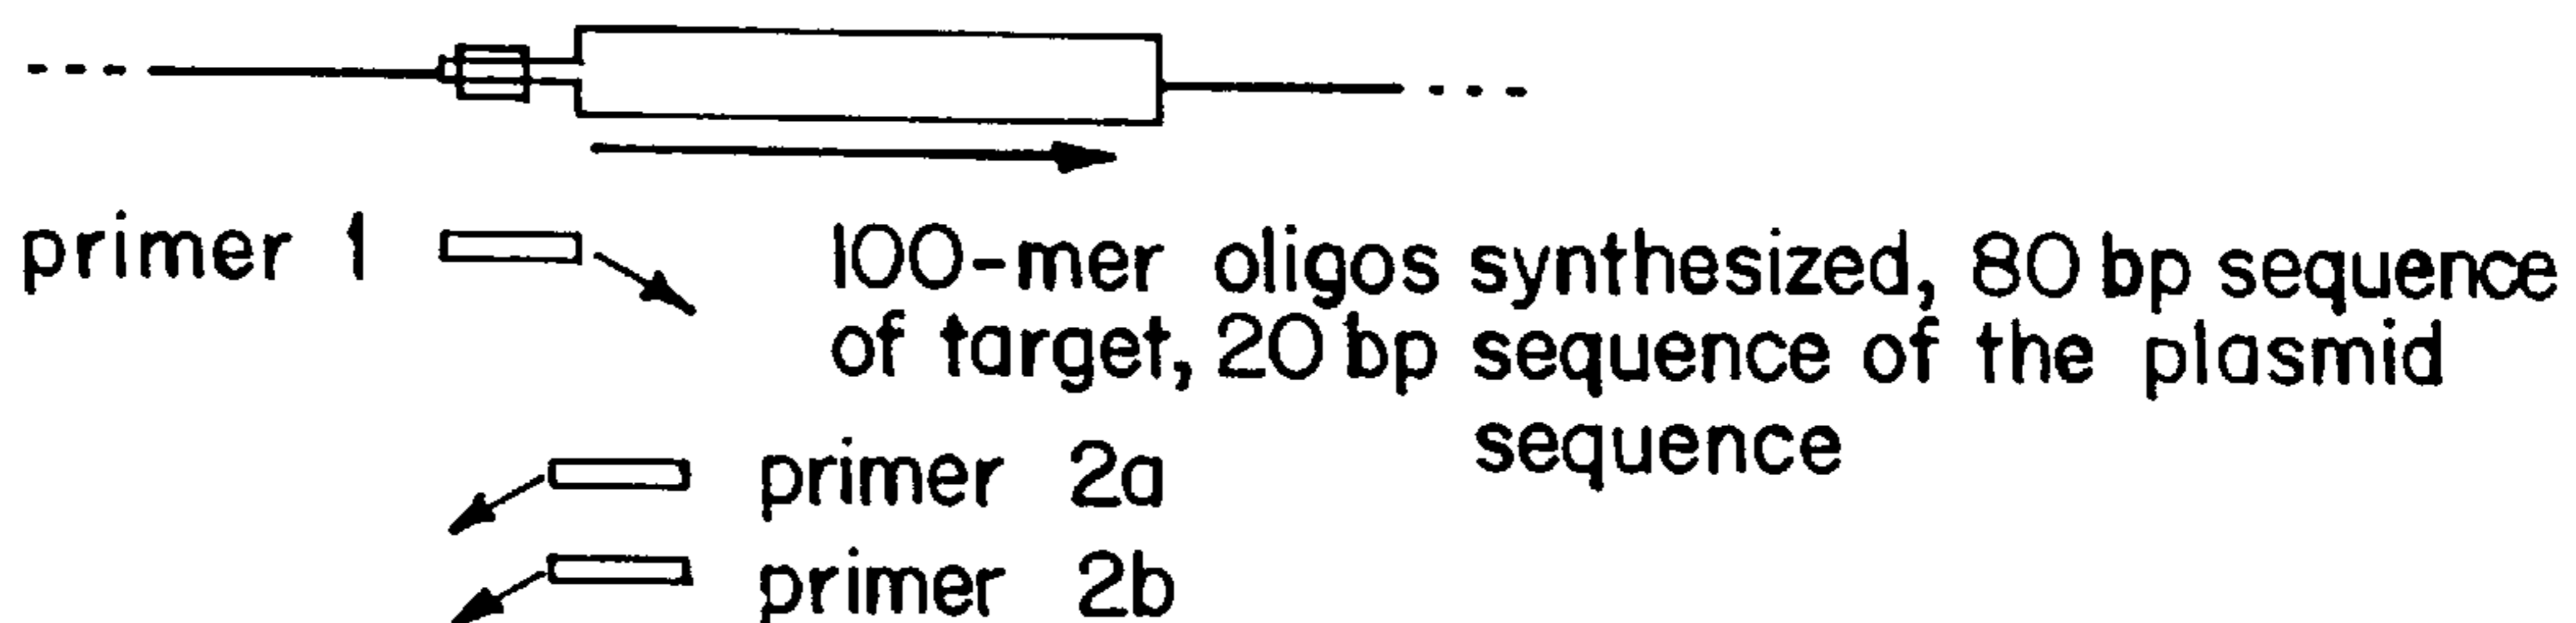 primer 1
100-mer oligos synthesized, 80 bp sequence
of target, 20 bp sequence of the plasmid
sequence
primer 2a
primer 2b